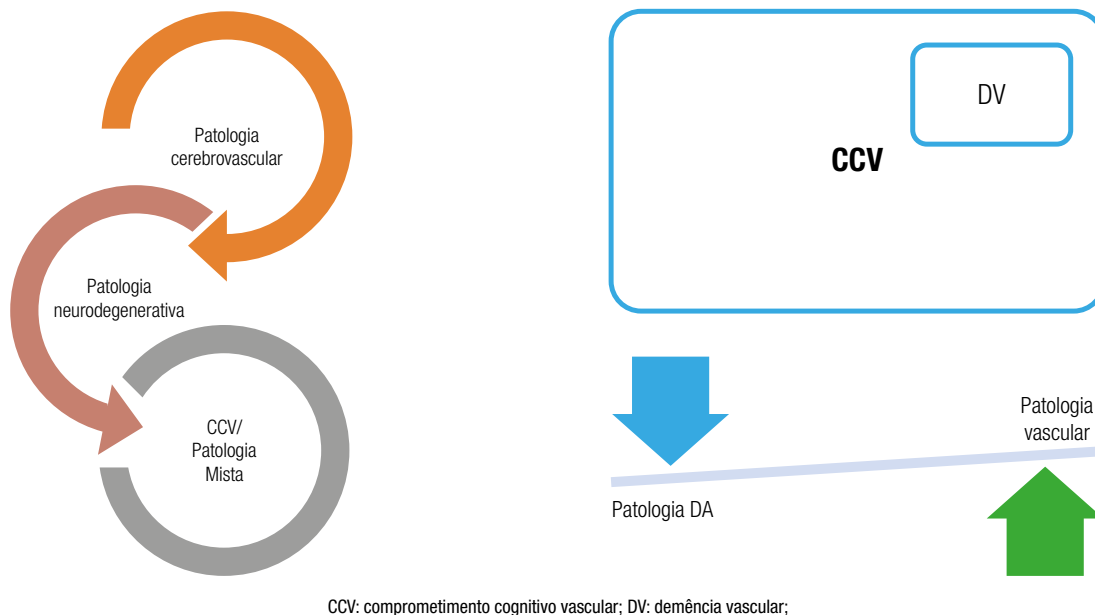 Patologia
cerebrovascular
Patologia
neurodegenerativa
CCV/
Patologia
Mista
DV
CCV
Patologia
vascular
Patologia DA
CCV: comprometimento cognitivo vascular; DV: demência vascular;